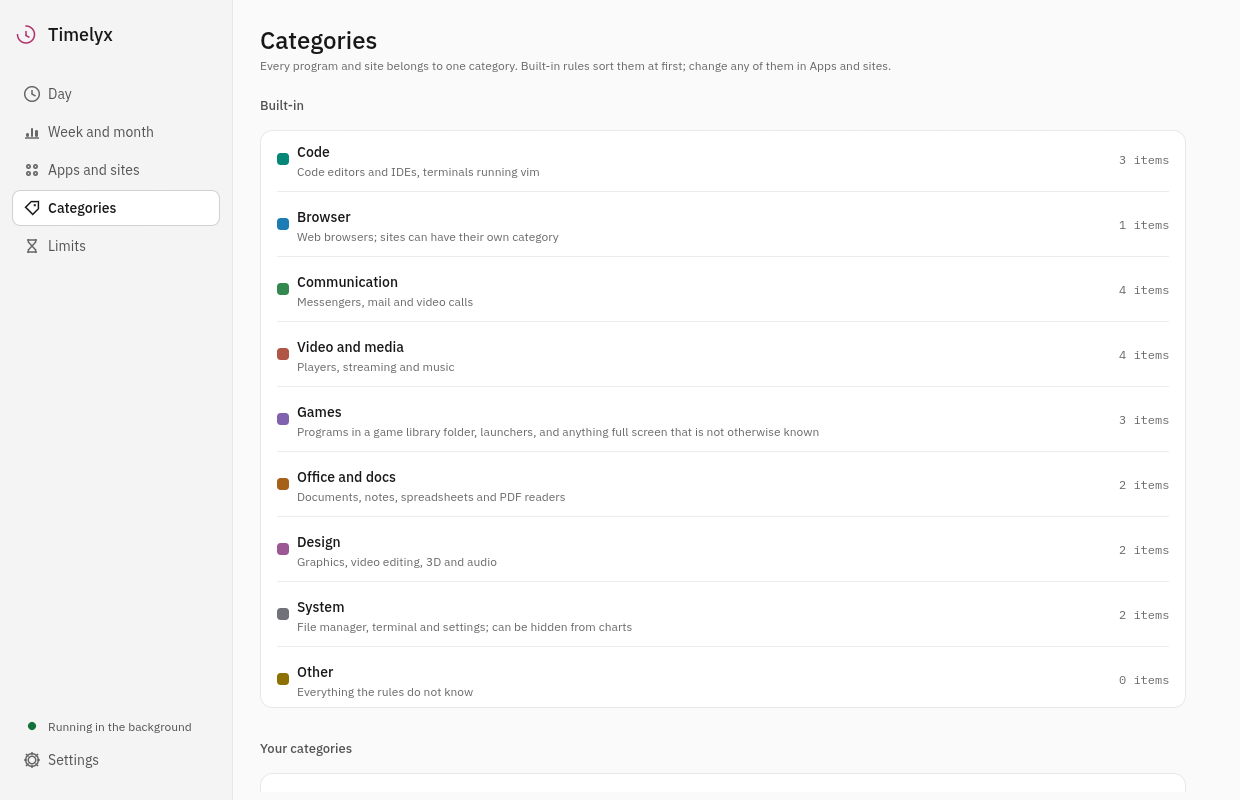 Timelyx
Day
Week and month
Apps and sites
Categories
Limits
Running in the background
Settings
Categories
Every program and site belongs to one category. Built-in rules sort them at first; change any of them in Apps and sites.
Built-in
Code
Code editors and IDEs, terminals running vim
3 items
Browser
Web browsers; sites can have their own category
1 items
Communication
Messengers, mail and video calls
4 items
Video and media
Players, streaming and music
4 items
Games
Programs in a game library folder, launchers, and anything full screen that is not otherwise known
3 items
Office and docs
Documents, notes, spreadsheets and PDF readers
2 items
Design
Graphics, video editing, 3D and audio
2 items
System
File manager, terminal and settings; can be hidden from charts
2 items
Other
Everything the rules do not know
0 items
Your categories